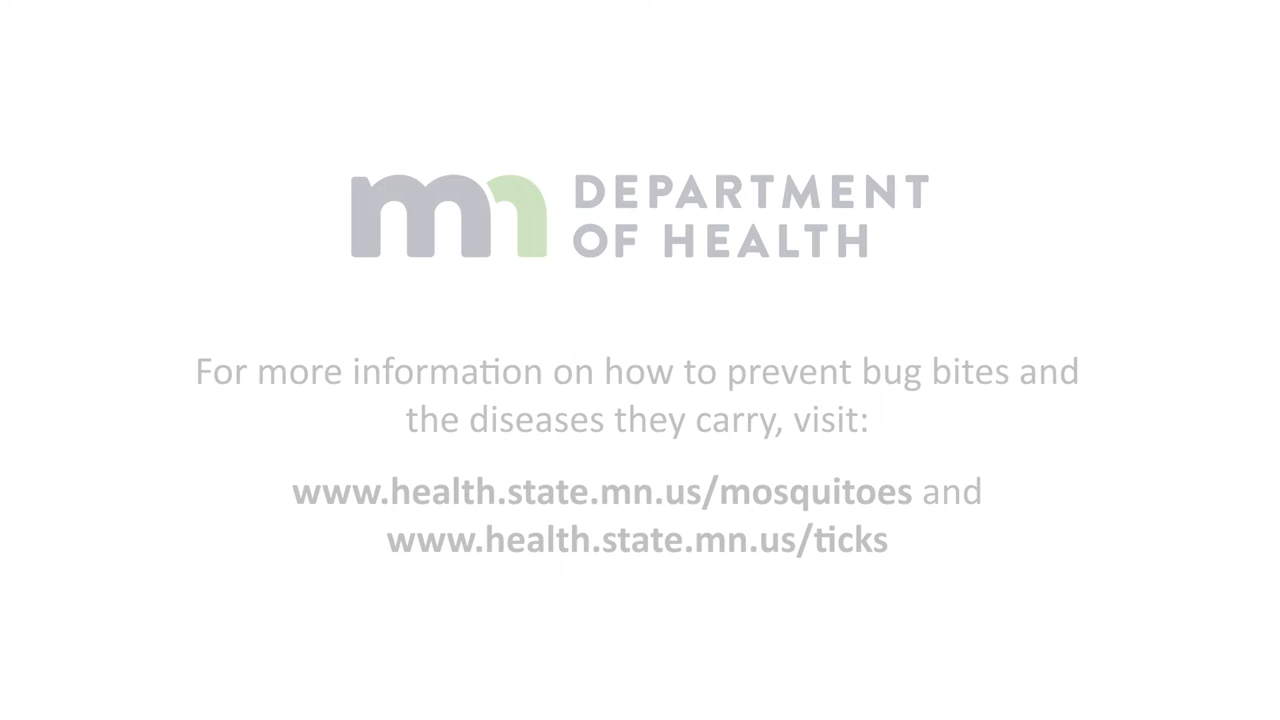 mn DEPARTMENT
OF HEALTH
For more information on how to prevent bug bites and
the diseases they carry, visit:
www.health.state.mn.us/mosquitoes and
www.health.state.mn.us/ticks